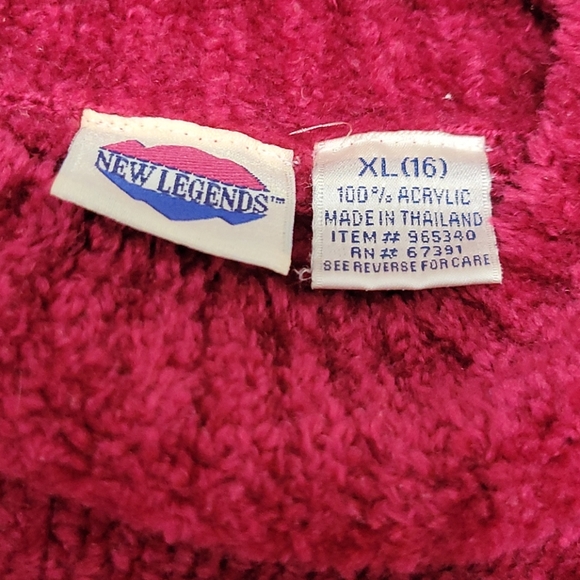 NEW LEGENDS™
XL(16)
100% ACRYLIC
MADE IN THAILAND
ITEM # 965340
RN # 67391
SEE REVERSE FOR CARE